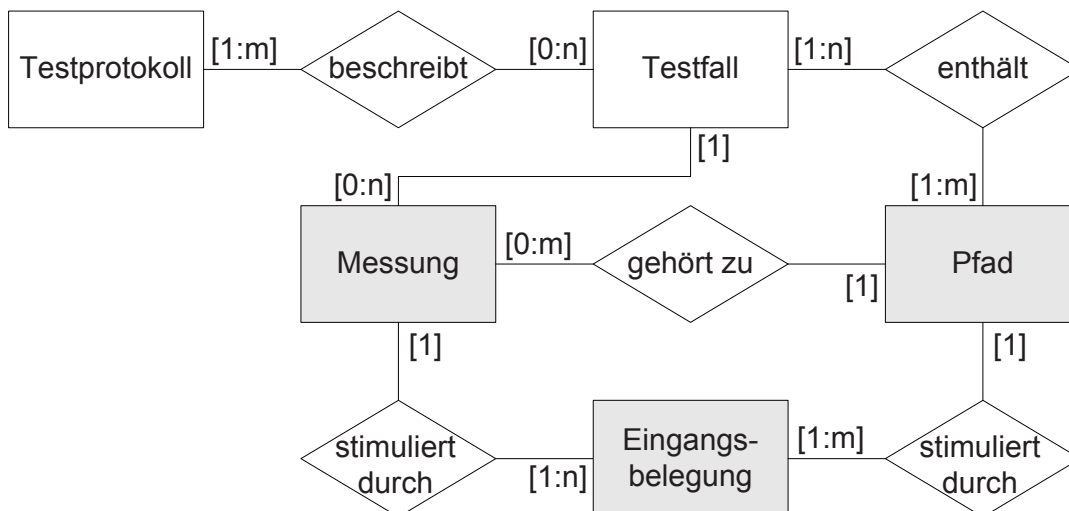 [1:m] [0:n] [1:n]
Testprotokoll beschreibt Testfall enthält
[1]
[0:n] [1:m]
[0:m]
Messung gehört zu Pfad
[1]
[1] [1]
stimuliert Eingangs- [1:m] stimuliert
durch [1:n] belegung durch